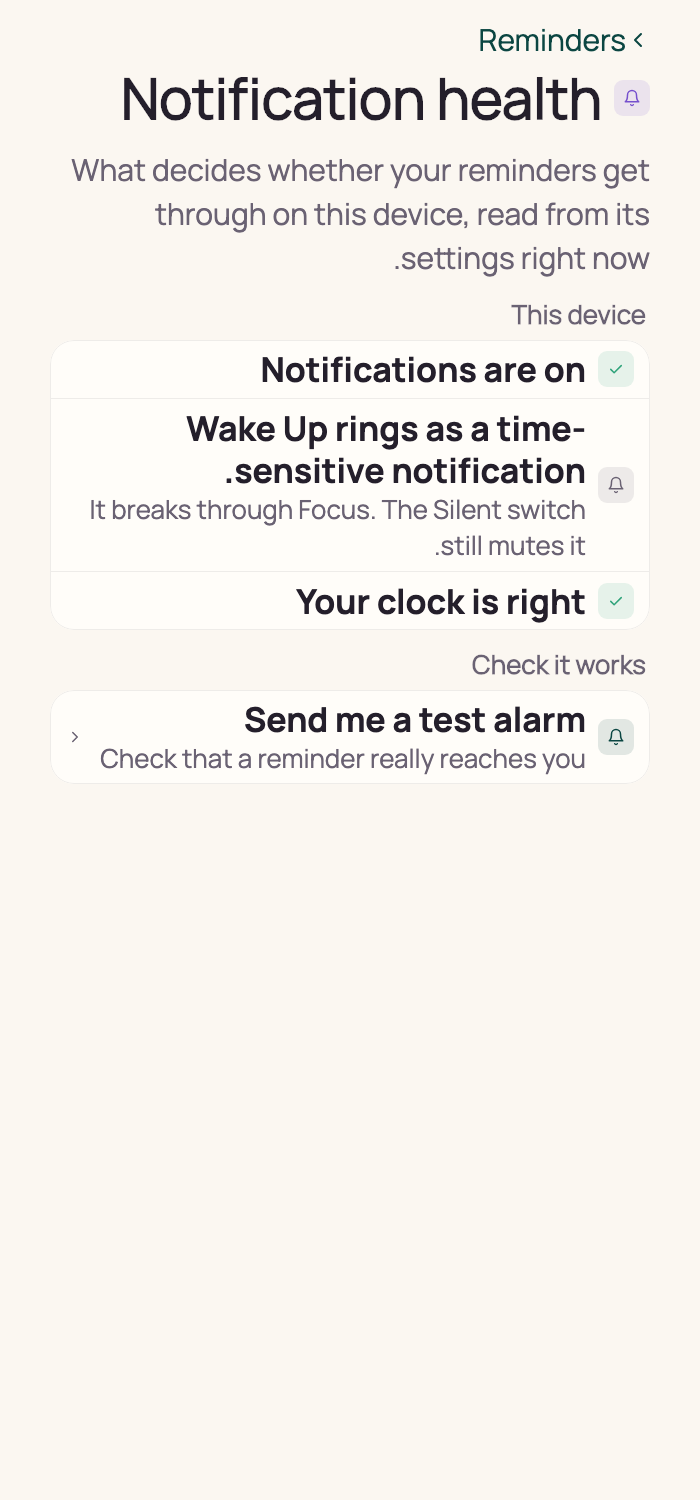 Reminders
Notification health
What decides whether your reminders get
through on this device, read from its
settings right now.
This device
Notifications are on
Wake Up rings as a time-
sensitive notification.
It breaks through Focus. The Silent switch
still mutes it.
Your clock is right
Check it works
Send me a test alarm
Check that a reminder really reaches you